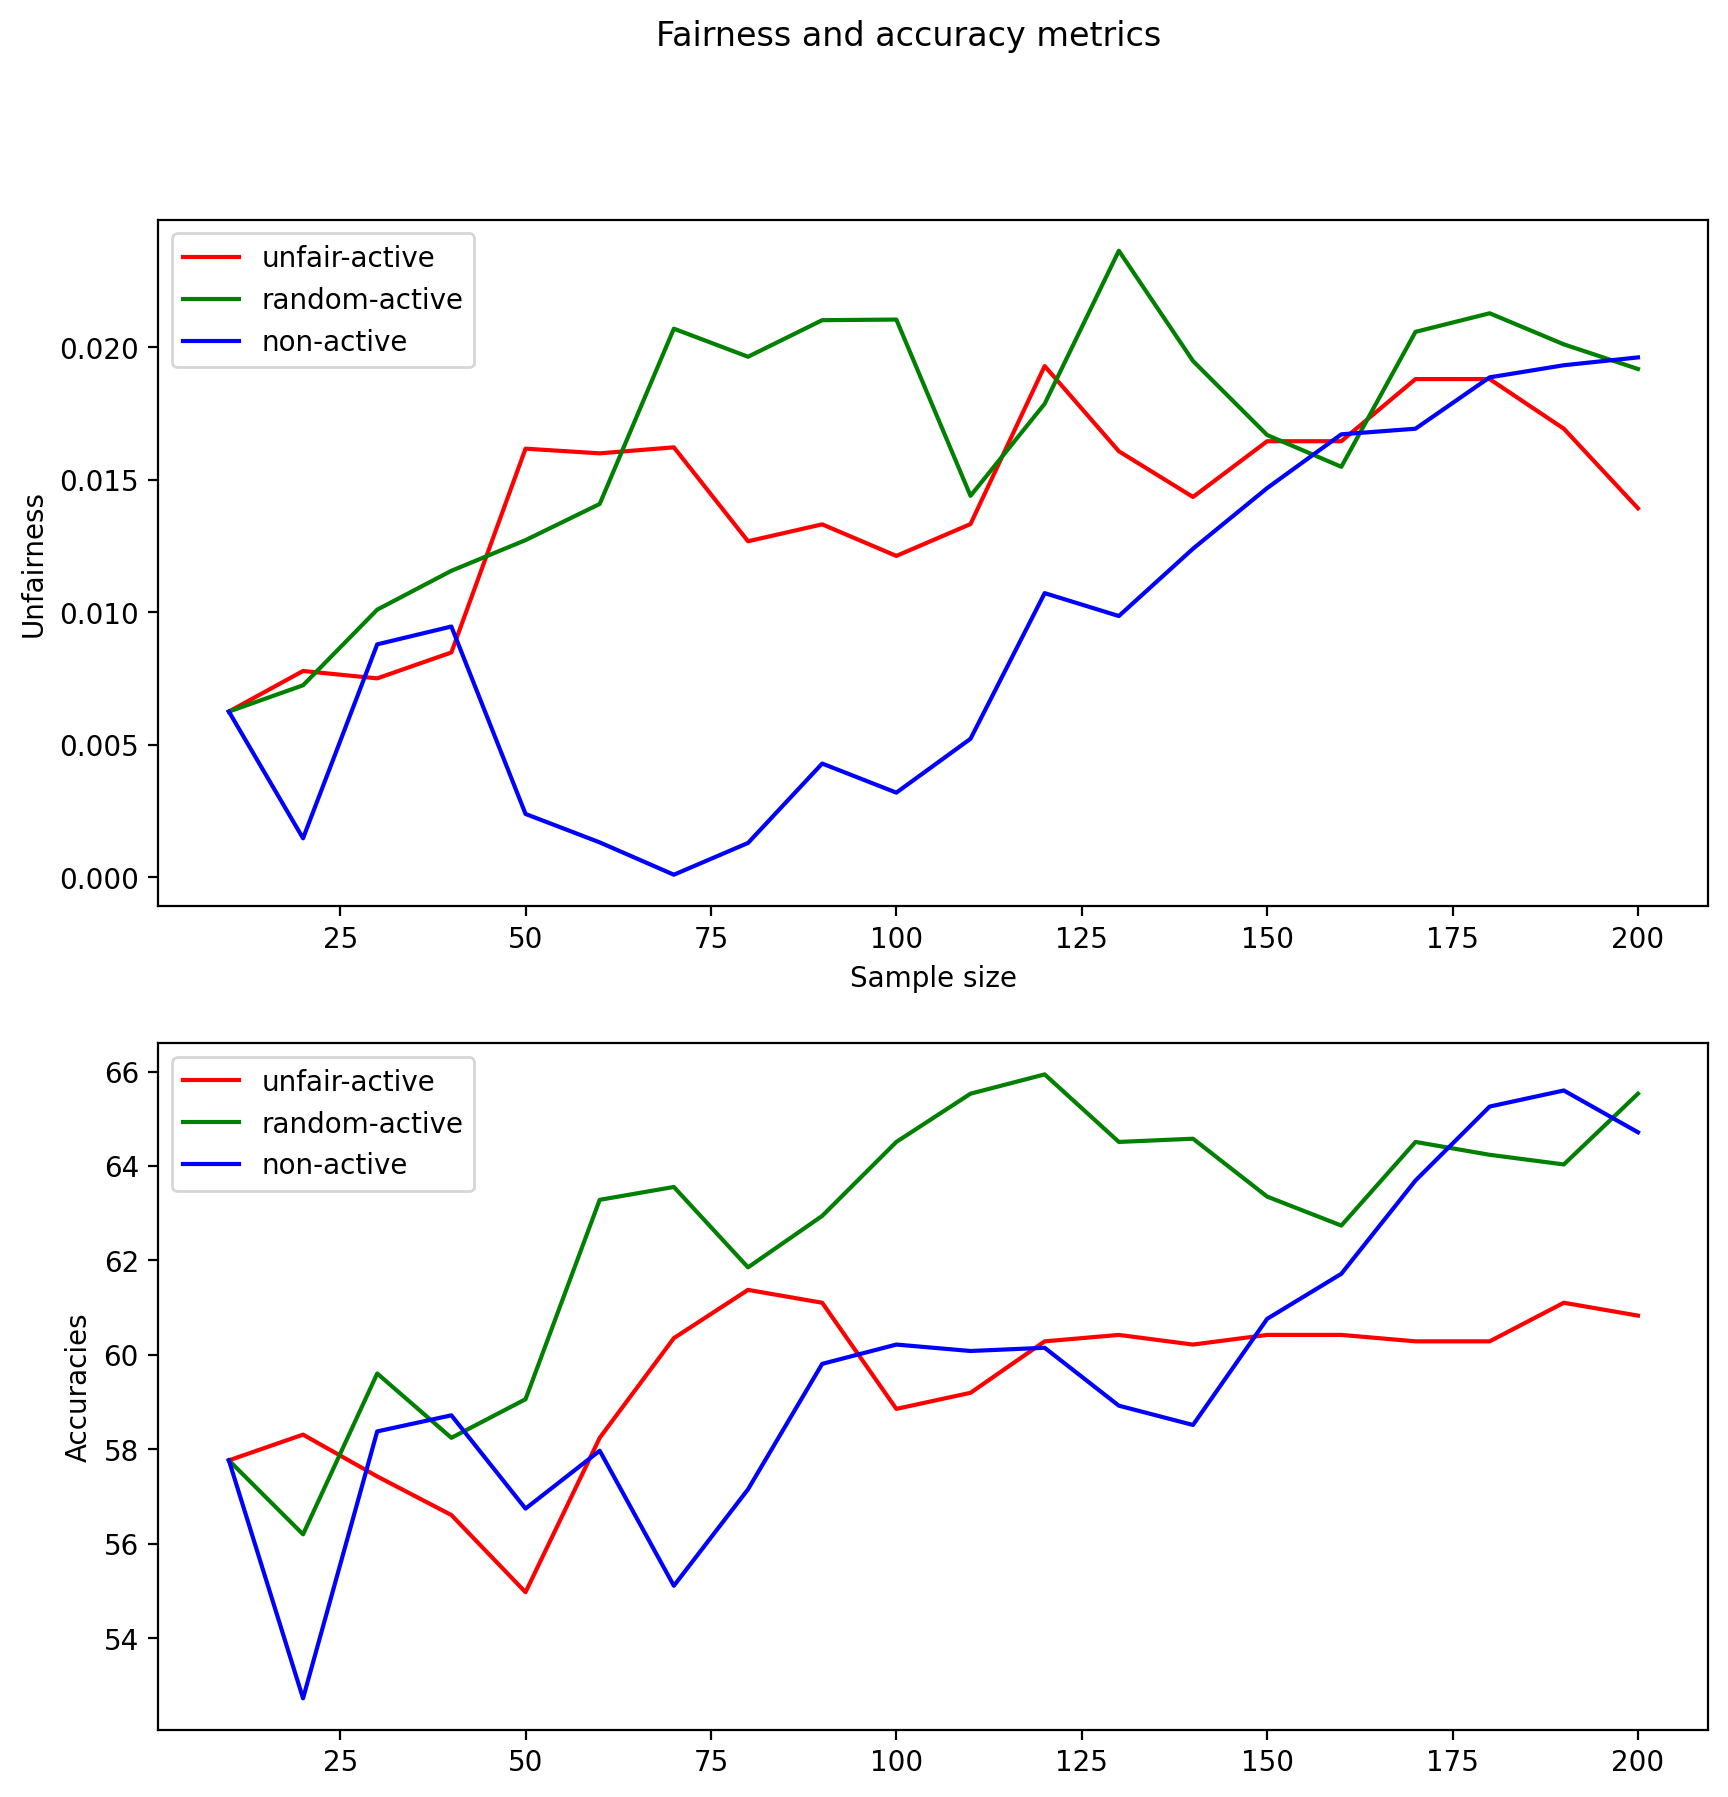 Fairness and accuracy metrics
unfair-active
random-active
non-active
0.020
0.015
0.010
0.005
0.000
Unfairness
25 50 75 100 125 150 175 200
Sample size
unfair-active
random-active
non-active
66
64
62
60
58
56
54
Accuracies
25 50 75 100 125 150 175 200